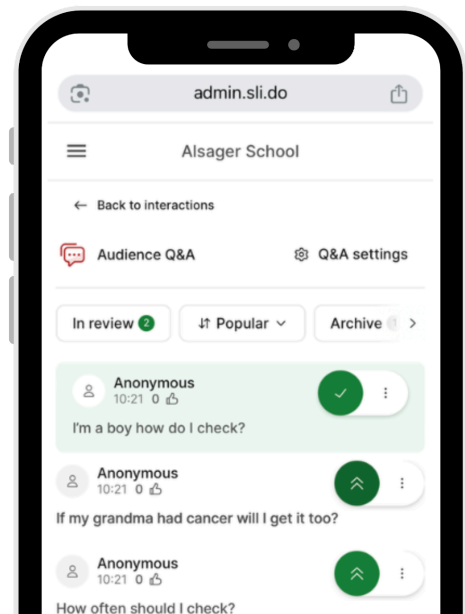 admin.sli.do
Alsager School
← Back to interactions
Audience Q&A Q&A settings
In review 2 Popular Archive
Anonymous
10:21 0
I'm a boy how do I check?
Anonymous
10:21 0
If my grandma had cancer will I get it too?
Anonymous
10:21 0
How often should I check?